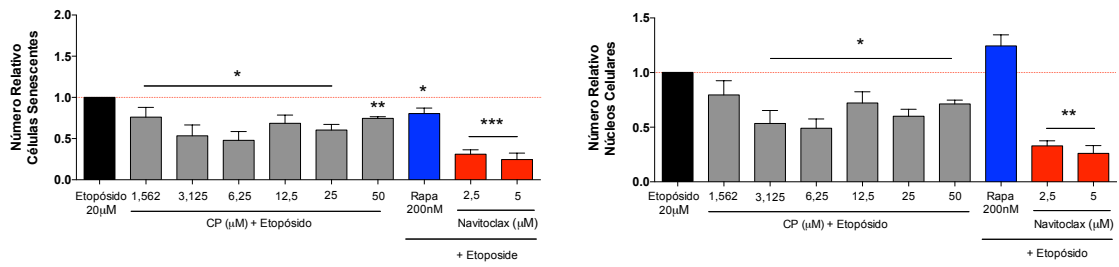 Número Relativo
Células Senescentes
2.0
1.5
1.0
0.5
0.0
*
**
*
***
Etopósido
20µM
1,562 3,125 6,25 12,5 25 50
Rapa
200nM
2,5 5
CP (µM) + Etopósido
Navitoclax (µM)
+ Etoposide
Número Relativo
Núcleos Celulares
1.5
1.0
0.5
0.0
*
**
Etopósido
20µM
1,562 3,125 6,25 12,5 25 50
Rapa
200nM
2,5 5
CP (µM) + Etopósido
Navitoclax (µM)
+ Etopósido